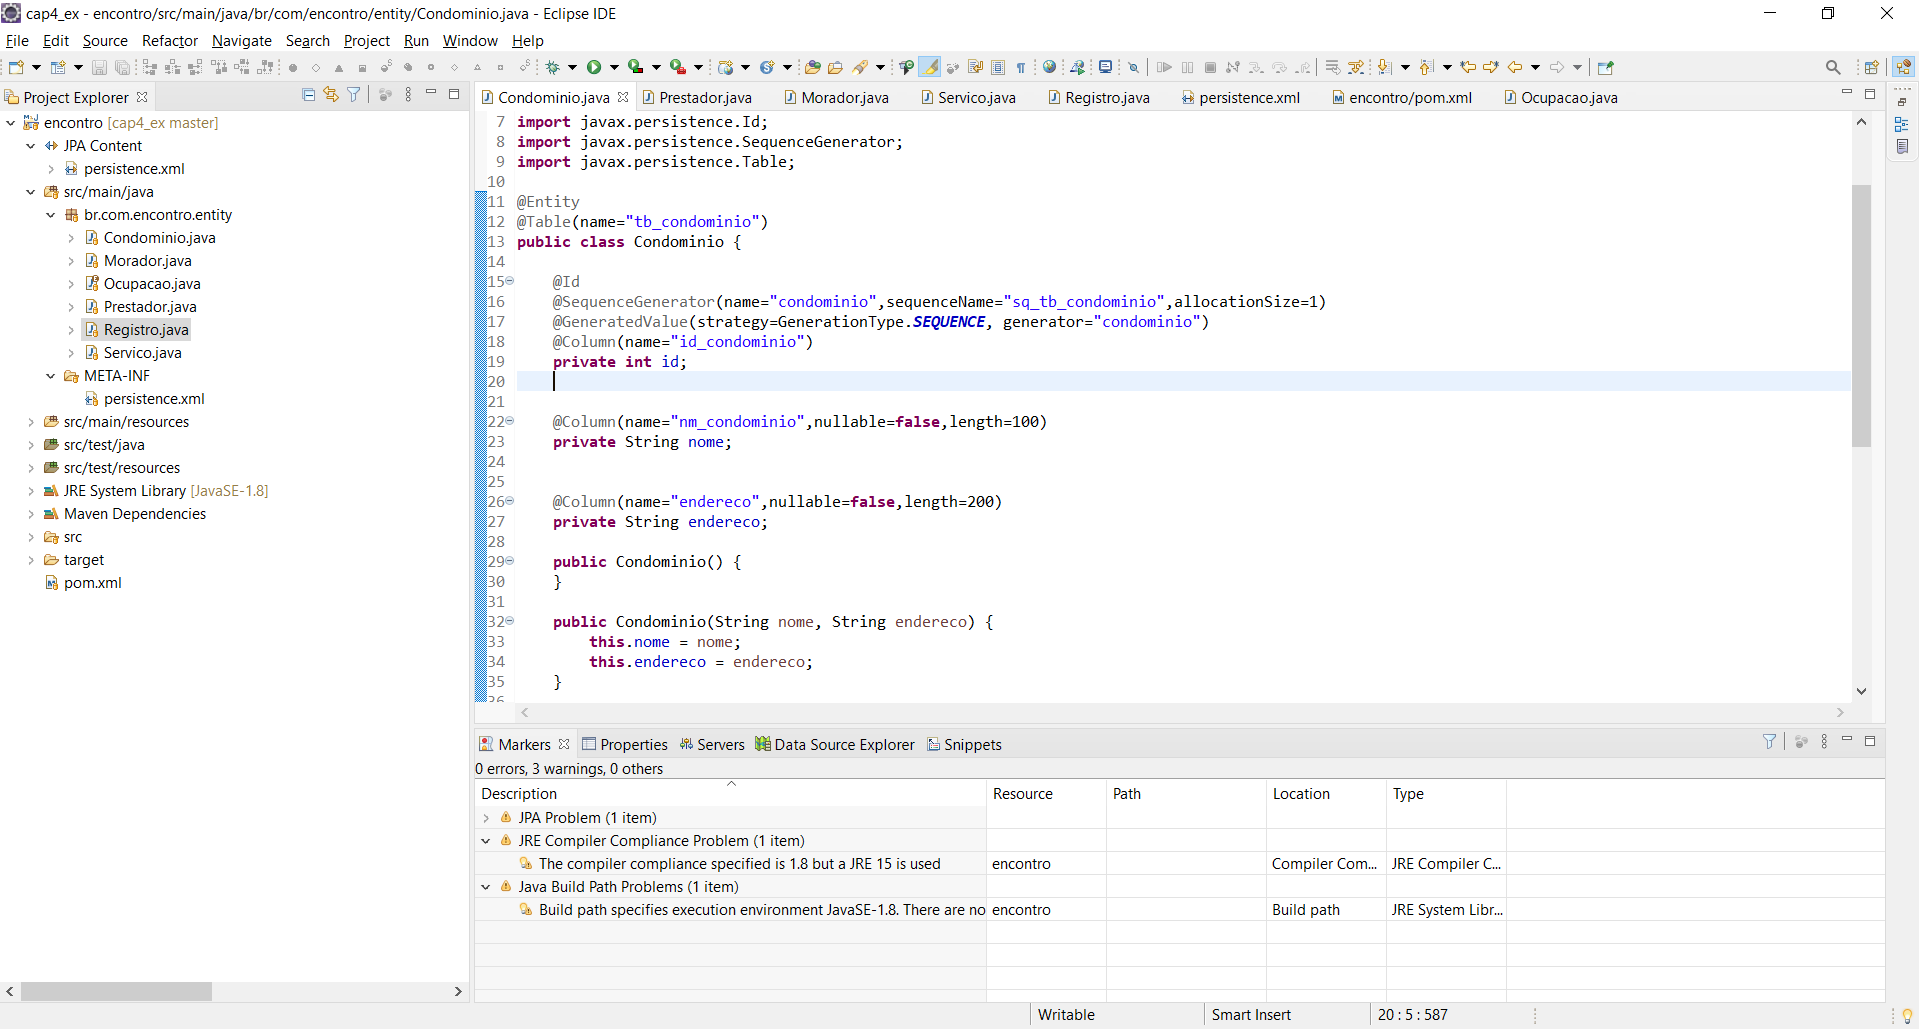 cap4_ex - encontro/src/main/java/br/com/encontro/entity/Condominio.java - Eclipse IDE
File Edit Source Refactor Navigate Search Project Run Window Help
Project Explorer
encontro [cap4_ex master]
JPA Content
persistence.xml
src/main/java
br.com.encontro.entity
Condominio.java
Morador.java
Ocupacao.java
Prestador.java
Registro.java
Servico.java
META-INF
persistence.xml
src/main/resources
src/test/java
src/test/resources
JRE System Library [JavaSE-1.8]
Maven Dependencies
src
target
pom.xml
Condominio.java Prestador.java Morador.java Servico.java Registro.java persistence.xml encontro/pom.xml Ocupacao.java
7 import javax.persistence.Id;
8 import javax.persistence.SequenceGenerator;
9 import javax.persistence.Table;
10
11 @Entity
12 @Table(name="tb_condominio")
13 public class Condominio {
14
15 @Id
16 @SequenceGenerator(name="condominio",sequenceName="sq_tb_condominio",allocationSize=1)
17 @GeneratedValue(strategy=GenerationType.SEQUENCE, generator="condominio")
18 @Column(name="id_condominio")
19 private int id;
20
21
22 @Column(name="nm_condominio",nullable=false,length=100)
23 private String nome;
24
25
26 @Column(name="endereco",nullable=false,length=200)
27 private String endereco;
28
29 public Condominio() {
30 }
31
32 public Condominio(String nome, String endereco) {
33 this.nome = nome;
34 this.endereco = endereco;
35 }
36
Markers Properties Servers Data Source Explorer Snippets
0 errors, 3 warnings, 0 others
Description Resource Path Location Type
JPA Problem (1 item)
JRE Compiler Compliance Problem (1 item)
The compiler compliance specified is 1.8 but a JRE 15 is used encontro Compiler Com... JRE Compiler C...
Java Build Path Problems (1 item)
Build path specifies execution environment JavaSE-1.8. There are no encontro Build path JRE System Libr...
Writable Smart Insert 20 : 5 : 587